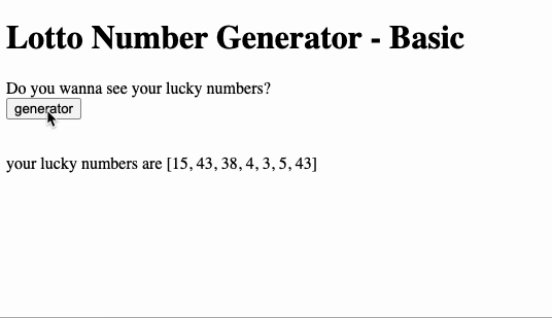 Lotto Number Generator - Basic
Do you wanna see your lucky numbers?
generator
your lucky numbers are [15, 43, 38, 4, 3, 5, 43]